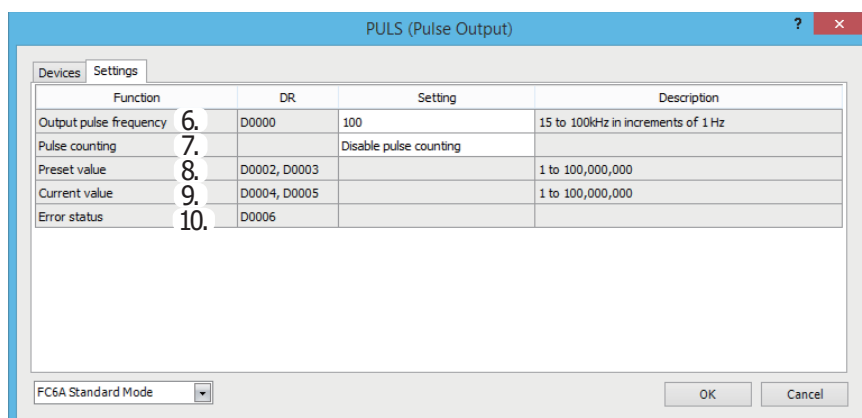 PULS (Pulse Output)
? ×
Devices Settings
Function DR Setting Description
Output pulse frequency 6. D0000 100 15 to 100kHz in increments of 1 Hz
Pulse counting 7. Disable pulse counting
Preset value 8. D0002, D0003 1 to 100,000,000
Current value 9. D0004, D0005 1 to 100,000,000
Error status 10. D0006
FC6A Standard Mode OK Cancel